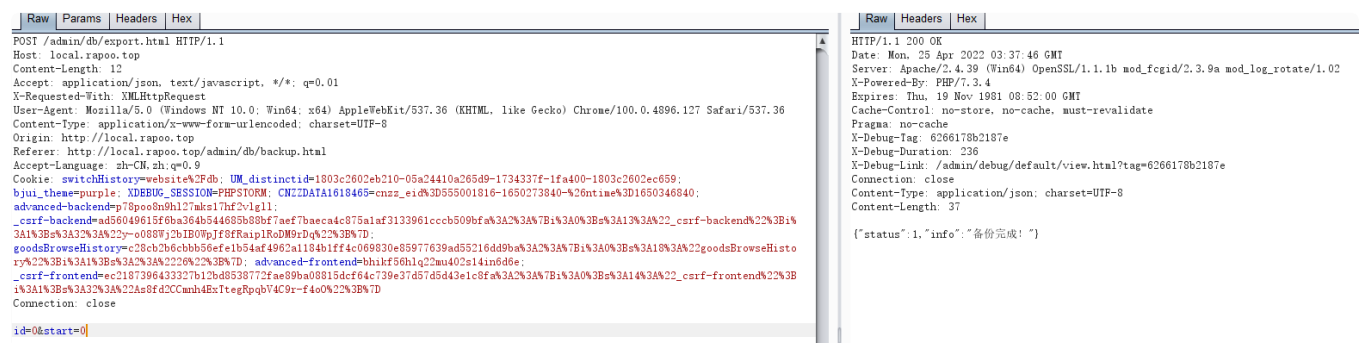 Raw Params Headers Hex
POST /admin/db/export.html HTTP/1.1
Host: local.rapoo.top
Content-Length: 12
Accept: application/json, text/javascript, */*; q=0.01
X-Requested-With: XMLHttpRequest
User-Agent: Mozilla/5.0 (Windows NT 10.0; Win64; x64) AppleWebKit/537.36 (KHTML, like Gecko) Chrome/100.0.4896.127 Safari/537.36
Content-Type: application/x-www-form-urlencoded; charset=UTF-8
Origin: http://local.rapoo.top
Referer: http://local.rapoo.top/admin/db/backup.html
Accept-Language: zh-CN,zh;q=0.9
Cookie: switchHistory=website%2Fdb; UM_distinctid=1803c2602eb210-05a24410a265d9-1734337f-1fa400-1803c2602ec659;
bjui_theme=purple; XDEBUG_SESSION=PHPSTORM; CNZZDATA1618465=cnzz_eid%3D555001816-1650273840-%26ntime%3D1650346840;
advanced-backend=p78poo8n9hl27mks17hf2vlgll;
_csrf-backend=ad56049615f6ba364b544685b88bf7aef7baeca4c875a1af3133961cccb509bfa%3A2%3A%7Bi%3A0%3Bs%3A13%3A%22_csrf-backend%22%3Bi%
3A1%3Bs%3A32%3A%22y-o088Wj2bIB0WpJf8fRaiplRoDM9rDq%22%3B%7D;
goodsBrowseHistory=c28cb2b6cbbb56efe1b54af4962a1184b1ff4c069830e85977639ad55216dd9ba%3A2%3A%7Bi%3A0%3Bs%3A18%3A%22goodsBrowseHisto
ry%22%3Bi%3A1%3Bs%3A2%3A%2226%22%3B%7D; advanced-frontend=bhikf56hlq22mu402s14in6d6e;
_csrf-frontend=ec2187396433327b12bd8538772fae89ba08815dcf64c739e37d57d5d43e1c8fa%3A2%3A%7Bi%3A0%3Bs%3A14%3A%22_csrf-frontend%22%3B
i%3A1%3Bs%3A32%3A%22As8fd2CCmnh4ExTtegRpqbV4C9r-f4o0%22%3B%7D
Connection: close
id=0&start=0
Raw Headers Hex
HTTP/1.1 200 OK
Date: Mon, 25 Apr 2022 03:37:46 GMT
Server: Apache/2.4.39 (Win64) OpenSSL/1.1.1b mod_fcgid/2.3.9a mod_log_rotate/1.02
X-Powered-By: PHP/7.3.4
Expires: Thu, 19 Nov 1981 08:52:00 GMT
Cache-Control: no-store, no-cache, must-revalidate
Pragma: no-cache
X-Debug-Tag: 6266178b2187e
X-Debug-Duration: 236
X-Debug-Link: /admin/debug/default/view.html?tag=6266178b2187e
Connection: close
Content-Type: application/json; charset=UTF-8
Content-Length: 37
{"status":1,"info":"备份完成！"}